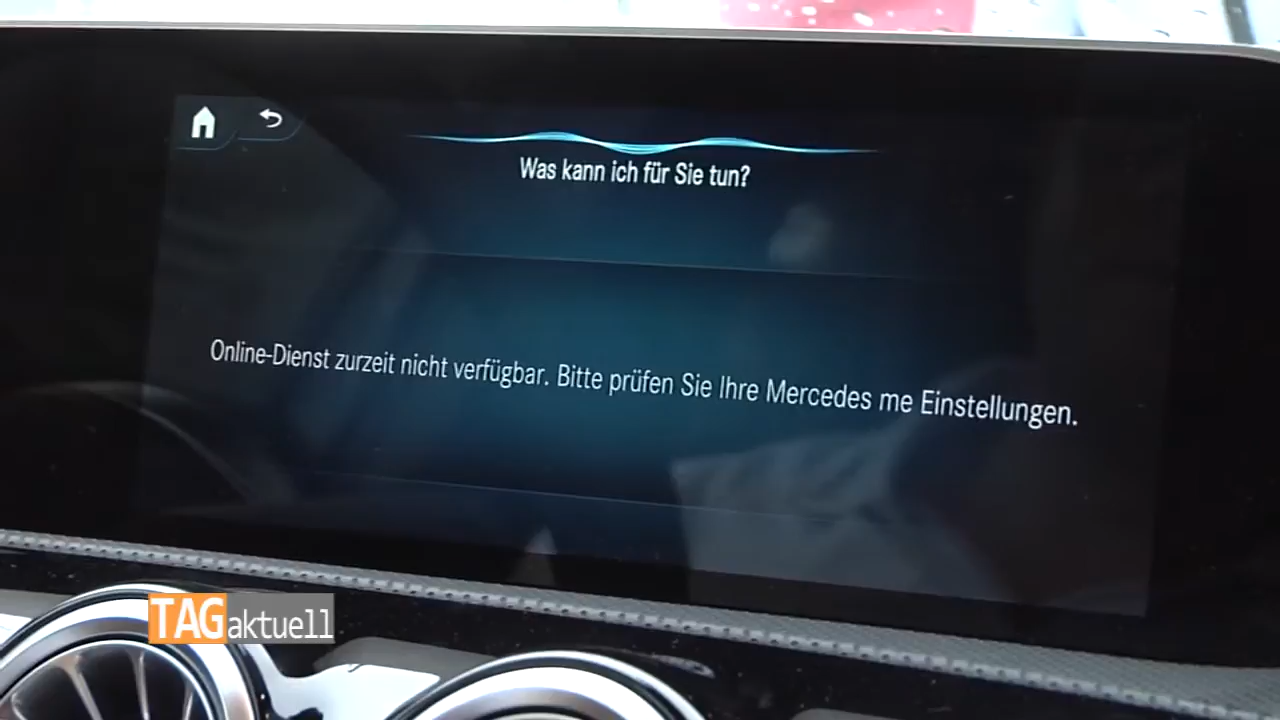 Was kann ich für Sie tun?
Online-Dienst zurzeit nicht verfügbar. Bitte prüfen Sie Ihre Mercedes me Einstellungen.
TAGaktuell